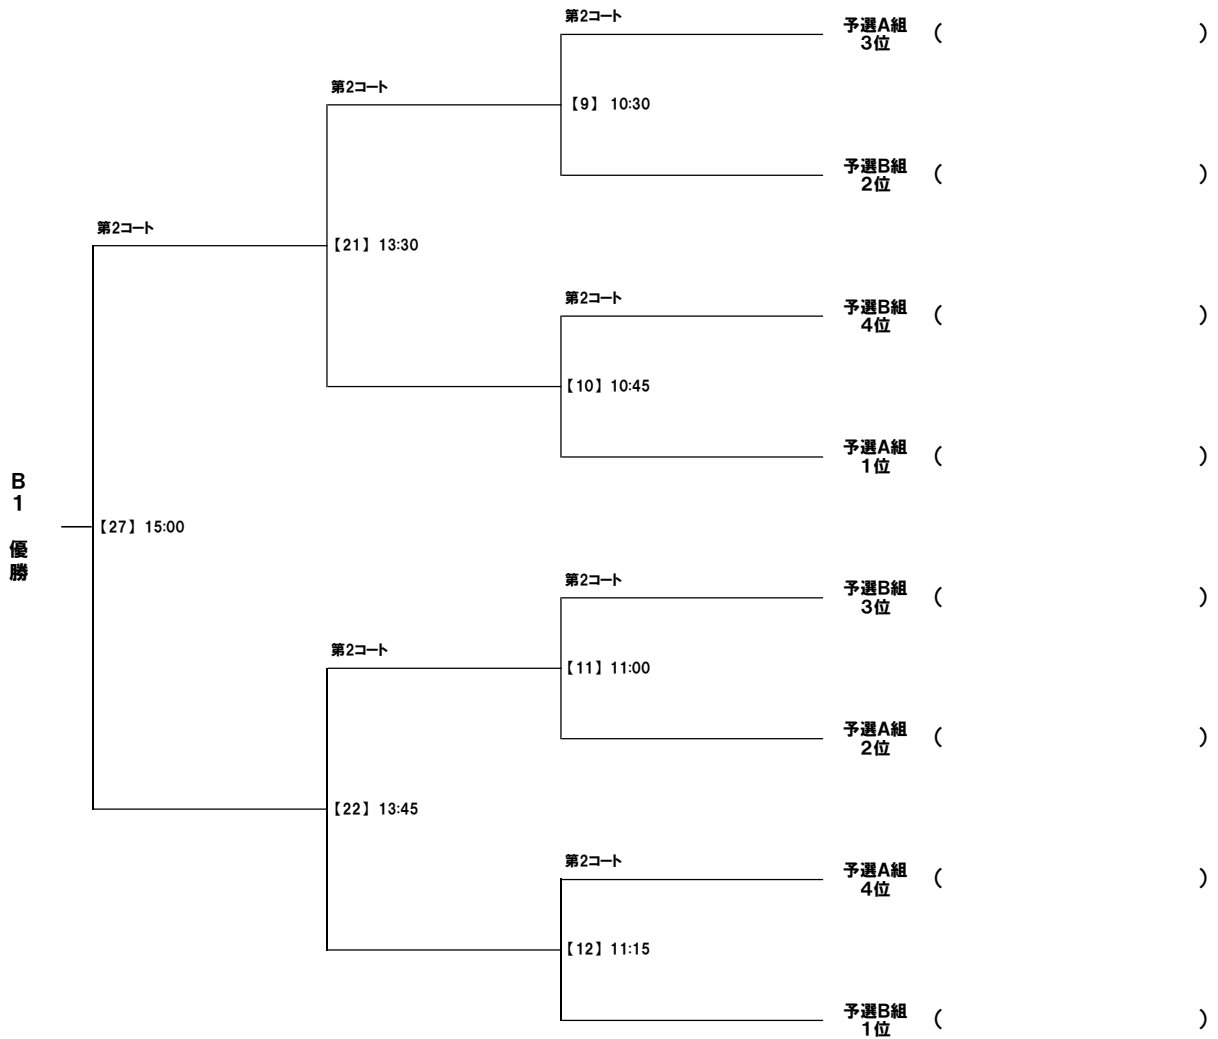 第2コート
予選A組
3位 ( )
第2コート
【9】 10:30
予選B組
2位 ( )
第2コート
【21】 13:30
第2コート
予選B組
4位 ( )
【10】 10:45
予選A組
1位 ( )
B1 優勝
【27】 15:00
第2コート
予選B組
3位 ( )
第2コート
【11】 11:00
予選A組
2位 ( )
【22】 13:45
第2コート
予選A組
4位 ( )
【12】 11:15
予選B組
1位 ( )